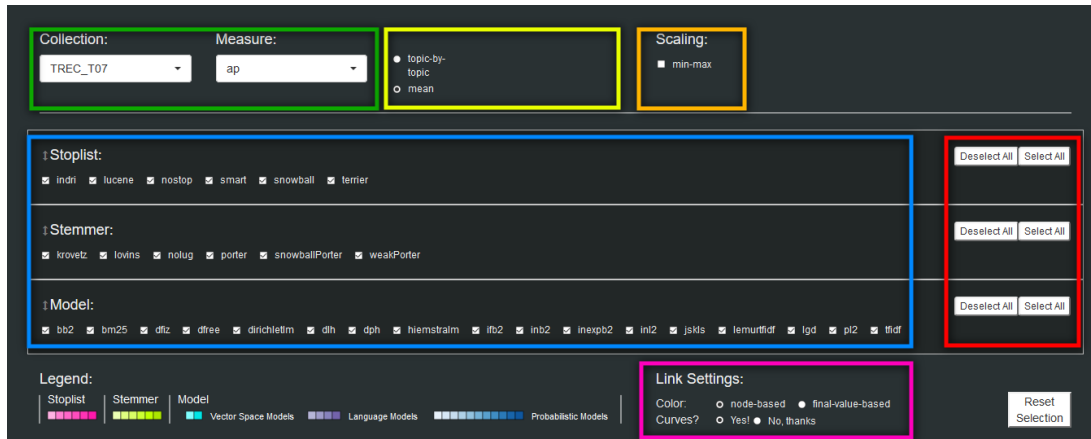 Collection: Measure: Scaling:
TREC_T07 ap topic-by-topic min-max
mean
Stoplist: Deselect All Select All
indri lucene nostop smart snowball terrier
Stemmer: Deselect All Select All
krovetz lovins nolug porter snowballPorter weakPorter
Model: Deselect All Select All
bb2 bm25 dfiz dfree dirichletlm dlh dph hiemstralm ifb2 inb2 inexpb2 inl2 jskls lemurtfidf lgd pl2 tfidf
Legend: Link Settings:
Stoplist Stemmer Model
Vector Space Models Language Models Probabilistic Models
Color: node-based final-value-based
Curves? Yes! No, thanks
Reset
Selection